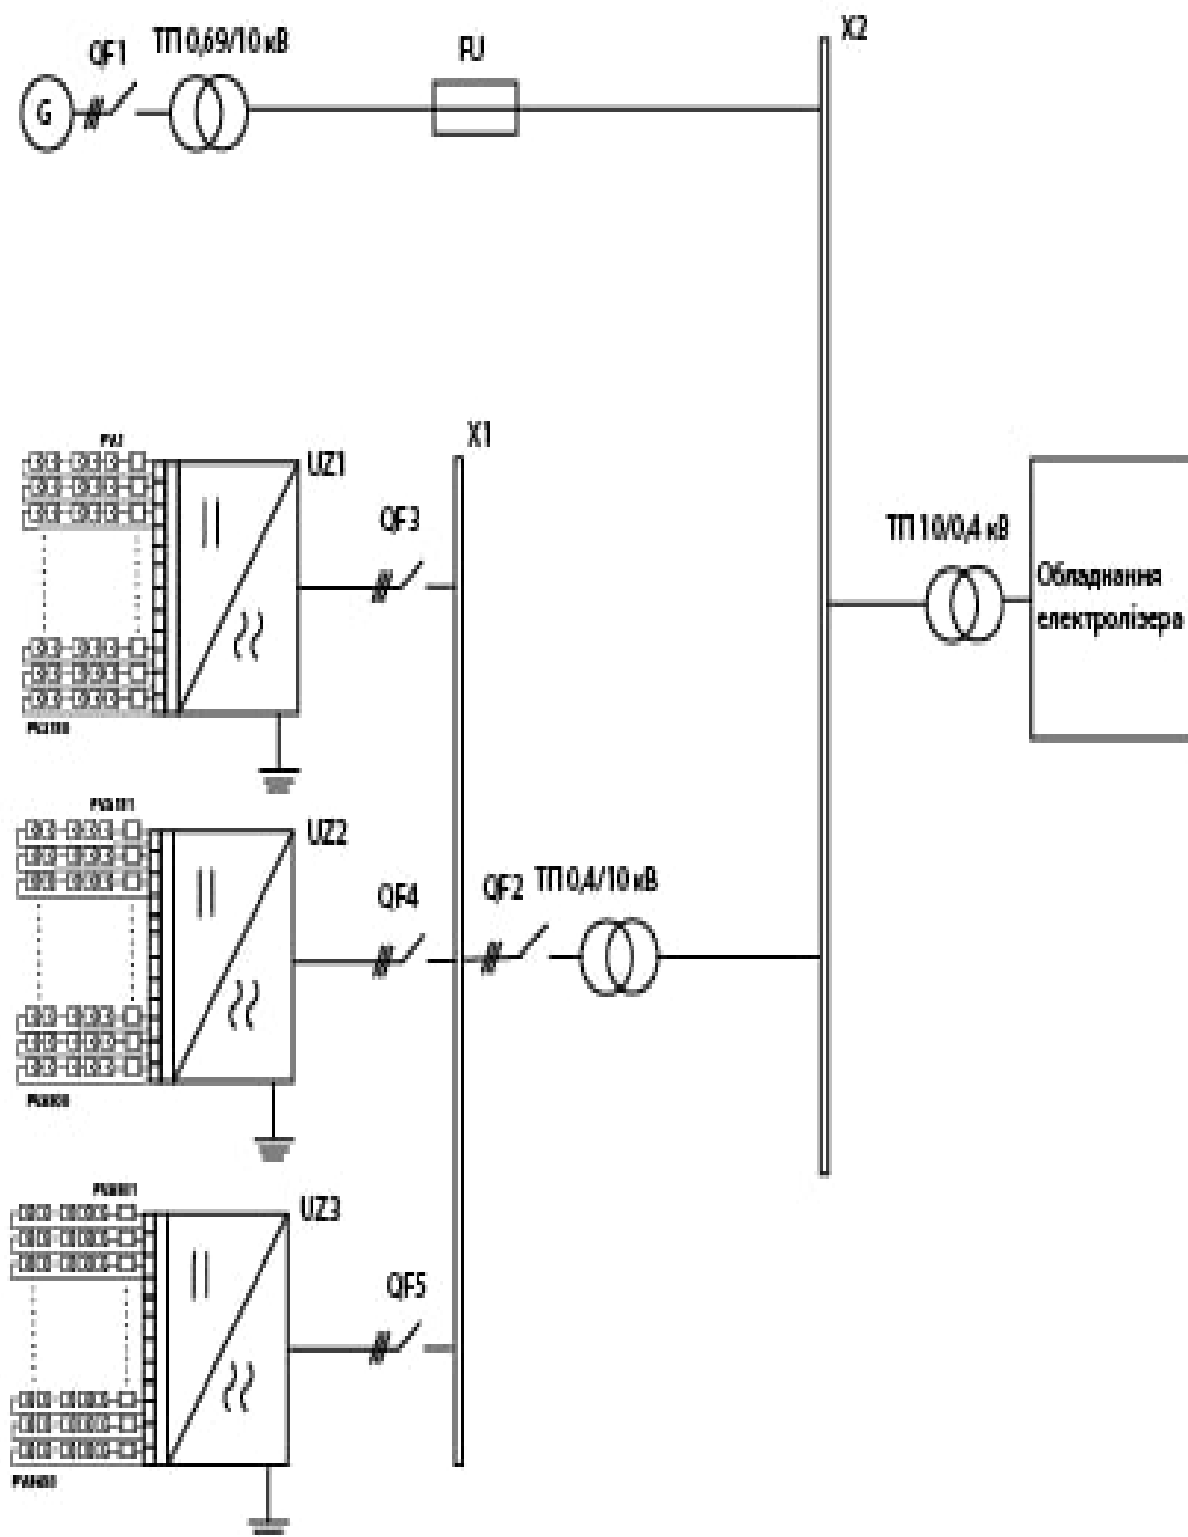 QF1
ТП 0,69/10 кВ
FU
X2
G
X1
UZ1
QF3
ТП 10/0,4 кВ
Обладнання
електролізера
UZ2
QF4
QF2
ТП 0,4/10 кВ
UZ3
QF5